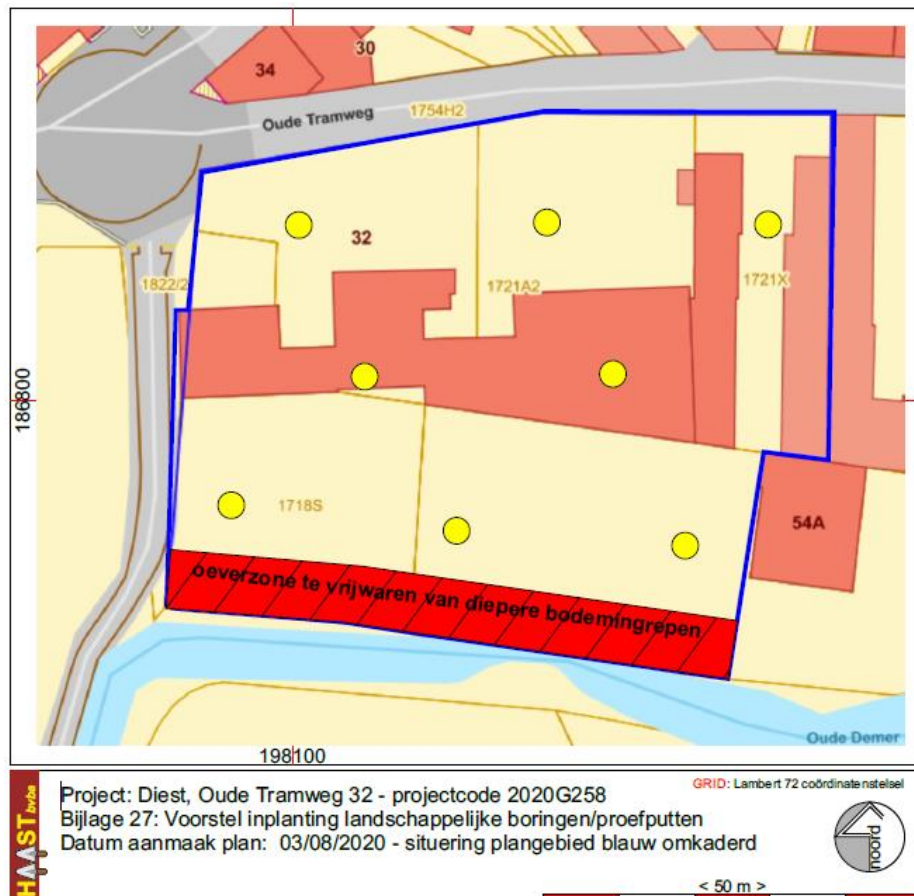 30
34
Oude Tramweg
1754H2
32
1822/2
1721A2
1721X
186800
1718S
54A
oeverzone te vrijwaren van diepere bodemingrepen
Oude Demer
198100
HAAST bvba
GRID: Lambert 72 coördinatenstelsel
Project: Diest, Oude Tramweg 32 - projectcode 2020G258
Bijlage 27: Voorstel inplanting landschappelijke boringen/proefputten
Datum aanmaak plan: 03/08/2020 - situering plangebied blauw omkaderd
noord
< 50 m >